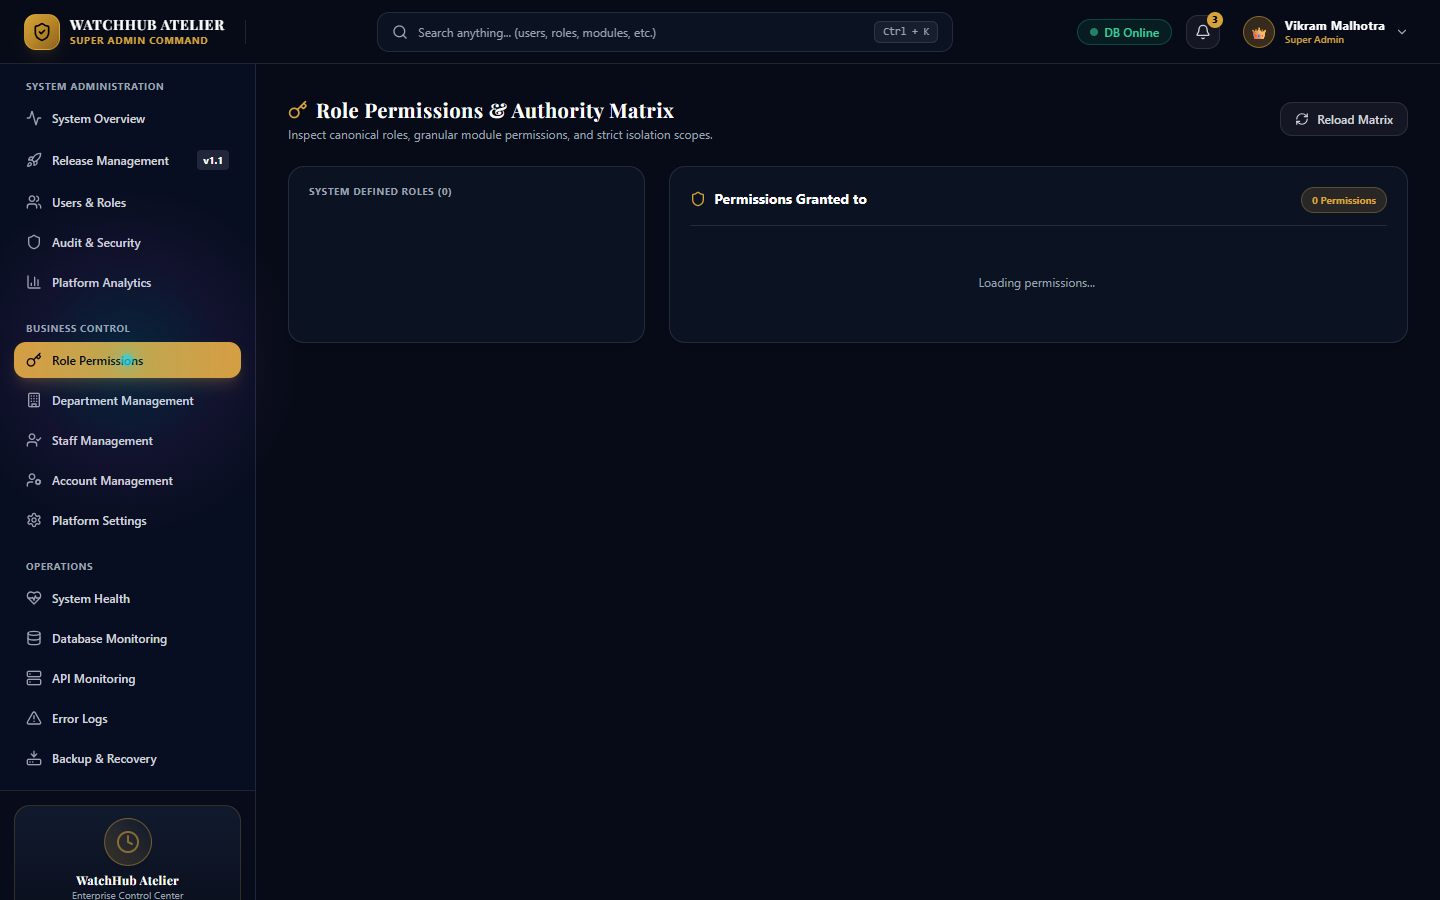 WATCHHUB ATELIER
SUPER ADMIN COMMAND
Search anything... (users, roles, modules, etc.)
Ctrl + K
DB Online
3
Vikram Malhotra
Super Admin
SYSTEM ADMINISTRATION
System Overview
Release Management
v1.1
Users & Roles
Audit & Security
Platform Analytics
BUSINESS CONTROL
Role Permissions
Department Management
Staff Management
Account Management
Platform Settings
OPERATIONS
System Health
Database Monitoring
API Monitoring
Error Logs
Backup & Recovery
WatchHub Atelier
Enterprise Control Center
Role Permissions & Authority Matrix
Inspect canonical roles, granular module permissions, and strict isolation scopes.
Reload Matrix
SYSTEM DEFINED ROLES (0)
Permissions Granted to
0 Permissions
Loading permissions...